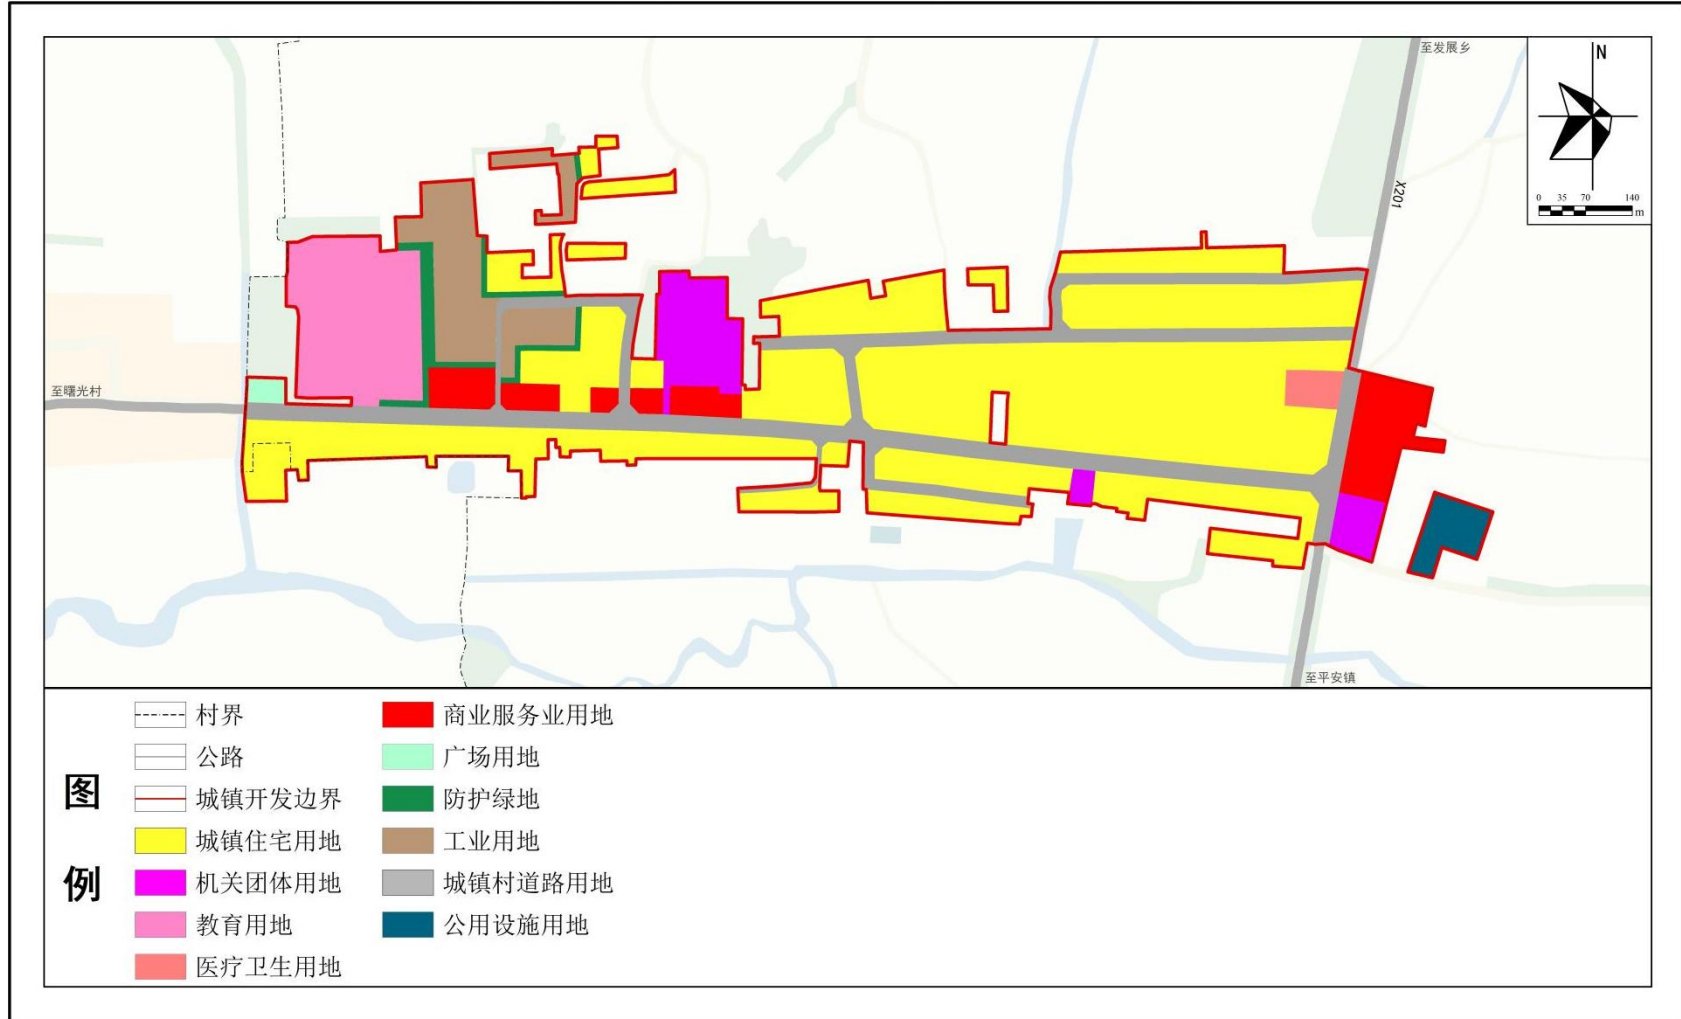 至发展乡
N
X201
0 35 70 140
m
至曙光村
至平安镇
图例
村界
公路
城镇开发边界
城镇住宅用地
机关团体用地
教育用地
医疗卫生用地
商业服务业用地
广场用地
防护绿地
工业用地
城镇村道路用地
公用设施用地